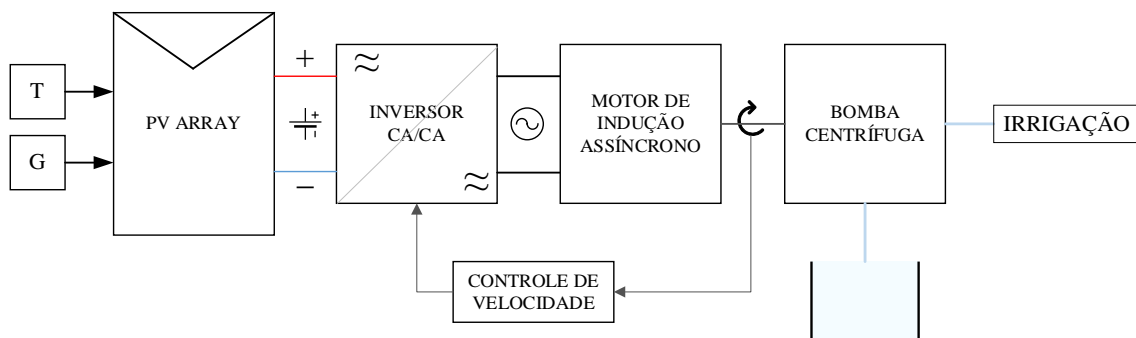 T
G
PV ARRAY
+
−
+
-
INVERSOR
CA/CA
MOTOR DE
INDUÇÃO
ASSÍNCRONO
BOMBA
CENTRÍFUGA
IRRIGAÇÃO
CONTROLE DE
VELOCIDADE